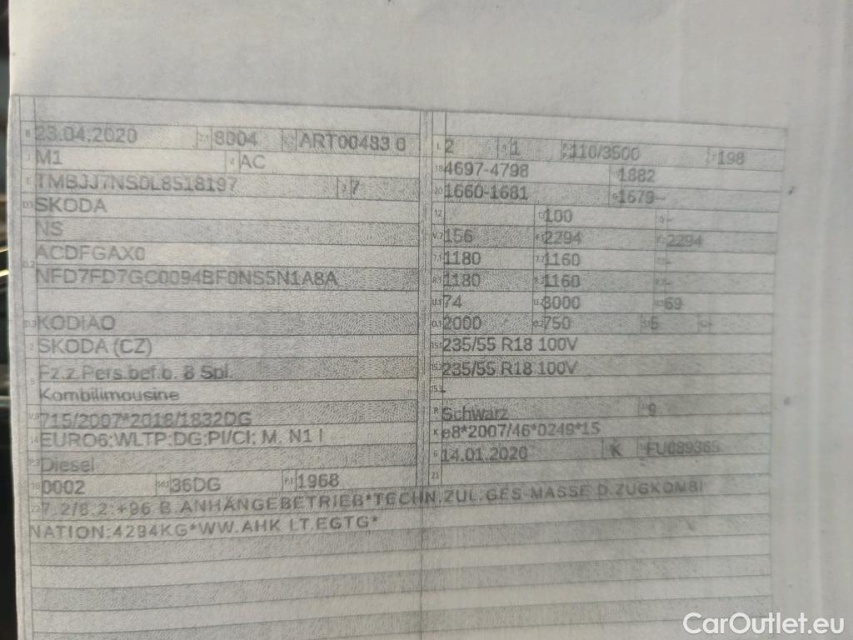 23.04.2020 8004 ART00483 0
M1 AC
TMBJJ7NS0L8518197 7
SKODA
NS
ACDFGAX0
NFD7FD7GC0094BF0NS5N1A8A
KODIAQ
SKODA (CZ)
Fz.z.Pers.bef.b. 8 Spl.
Kombilimousine
715/2007*2018/1832DG
EURO6;WLTP;DG;PI/CI; M, N1 I
Diesel
0002 36DG 1968
2 1 110/3500 198
4697-4798 1882
1660-1681 1679-
100
156 2294 2294
1180 1160
1180 1160
74 3000 69
2000 750
235/55 R18 100V
235/55 R18 100V
Schwarz 9
e8*2007/46*0249*15
14.01.2020 K
7.2/8.2:+96 B.ANHÄNGEBETRIEB*TECHN.ZUL.GES-MASSE D.ZUGKOMBI
NATION:4294KG*WW.AHK LT.EGTG*
CarOutlet.eu